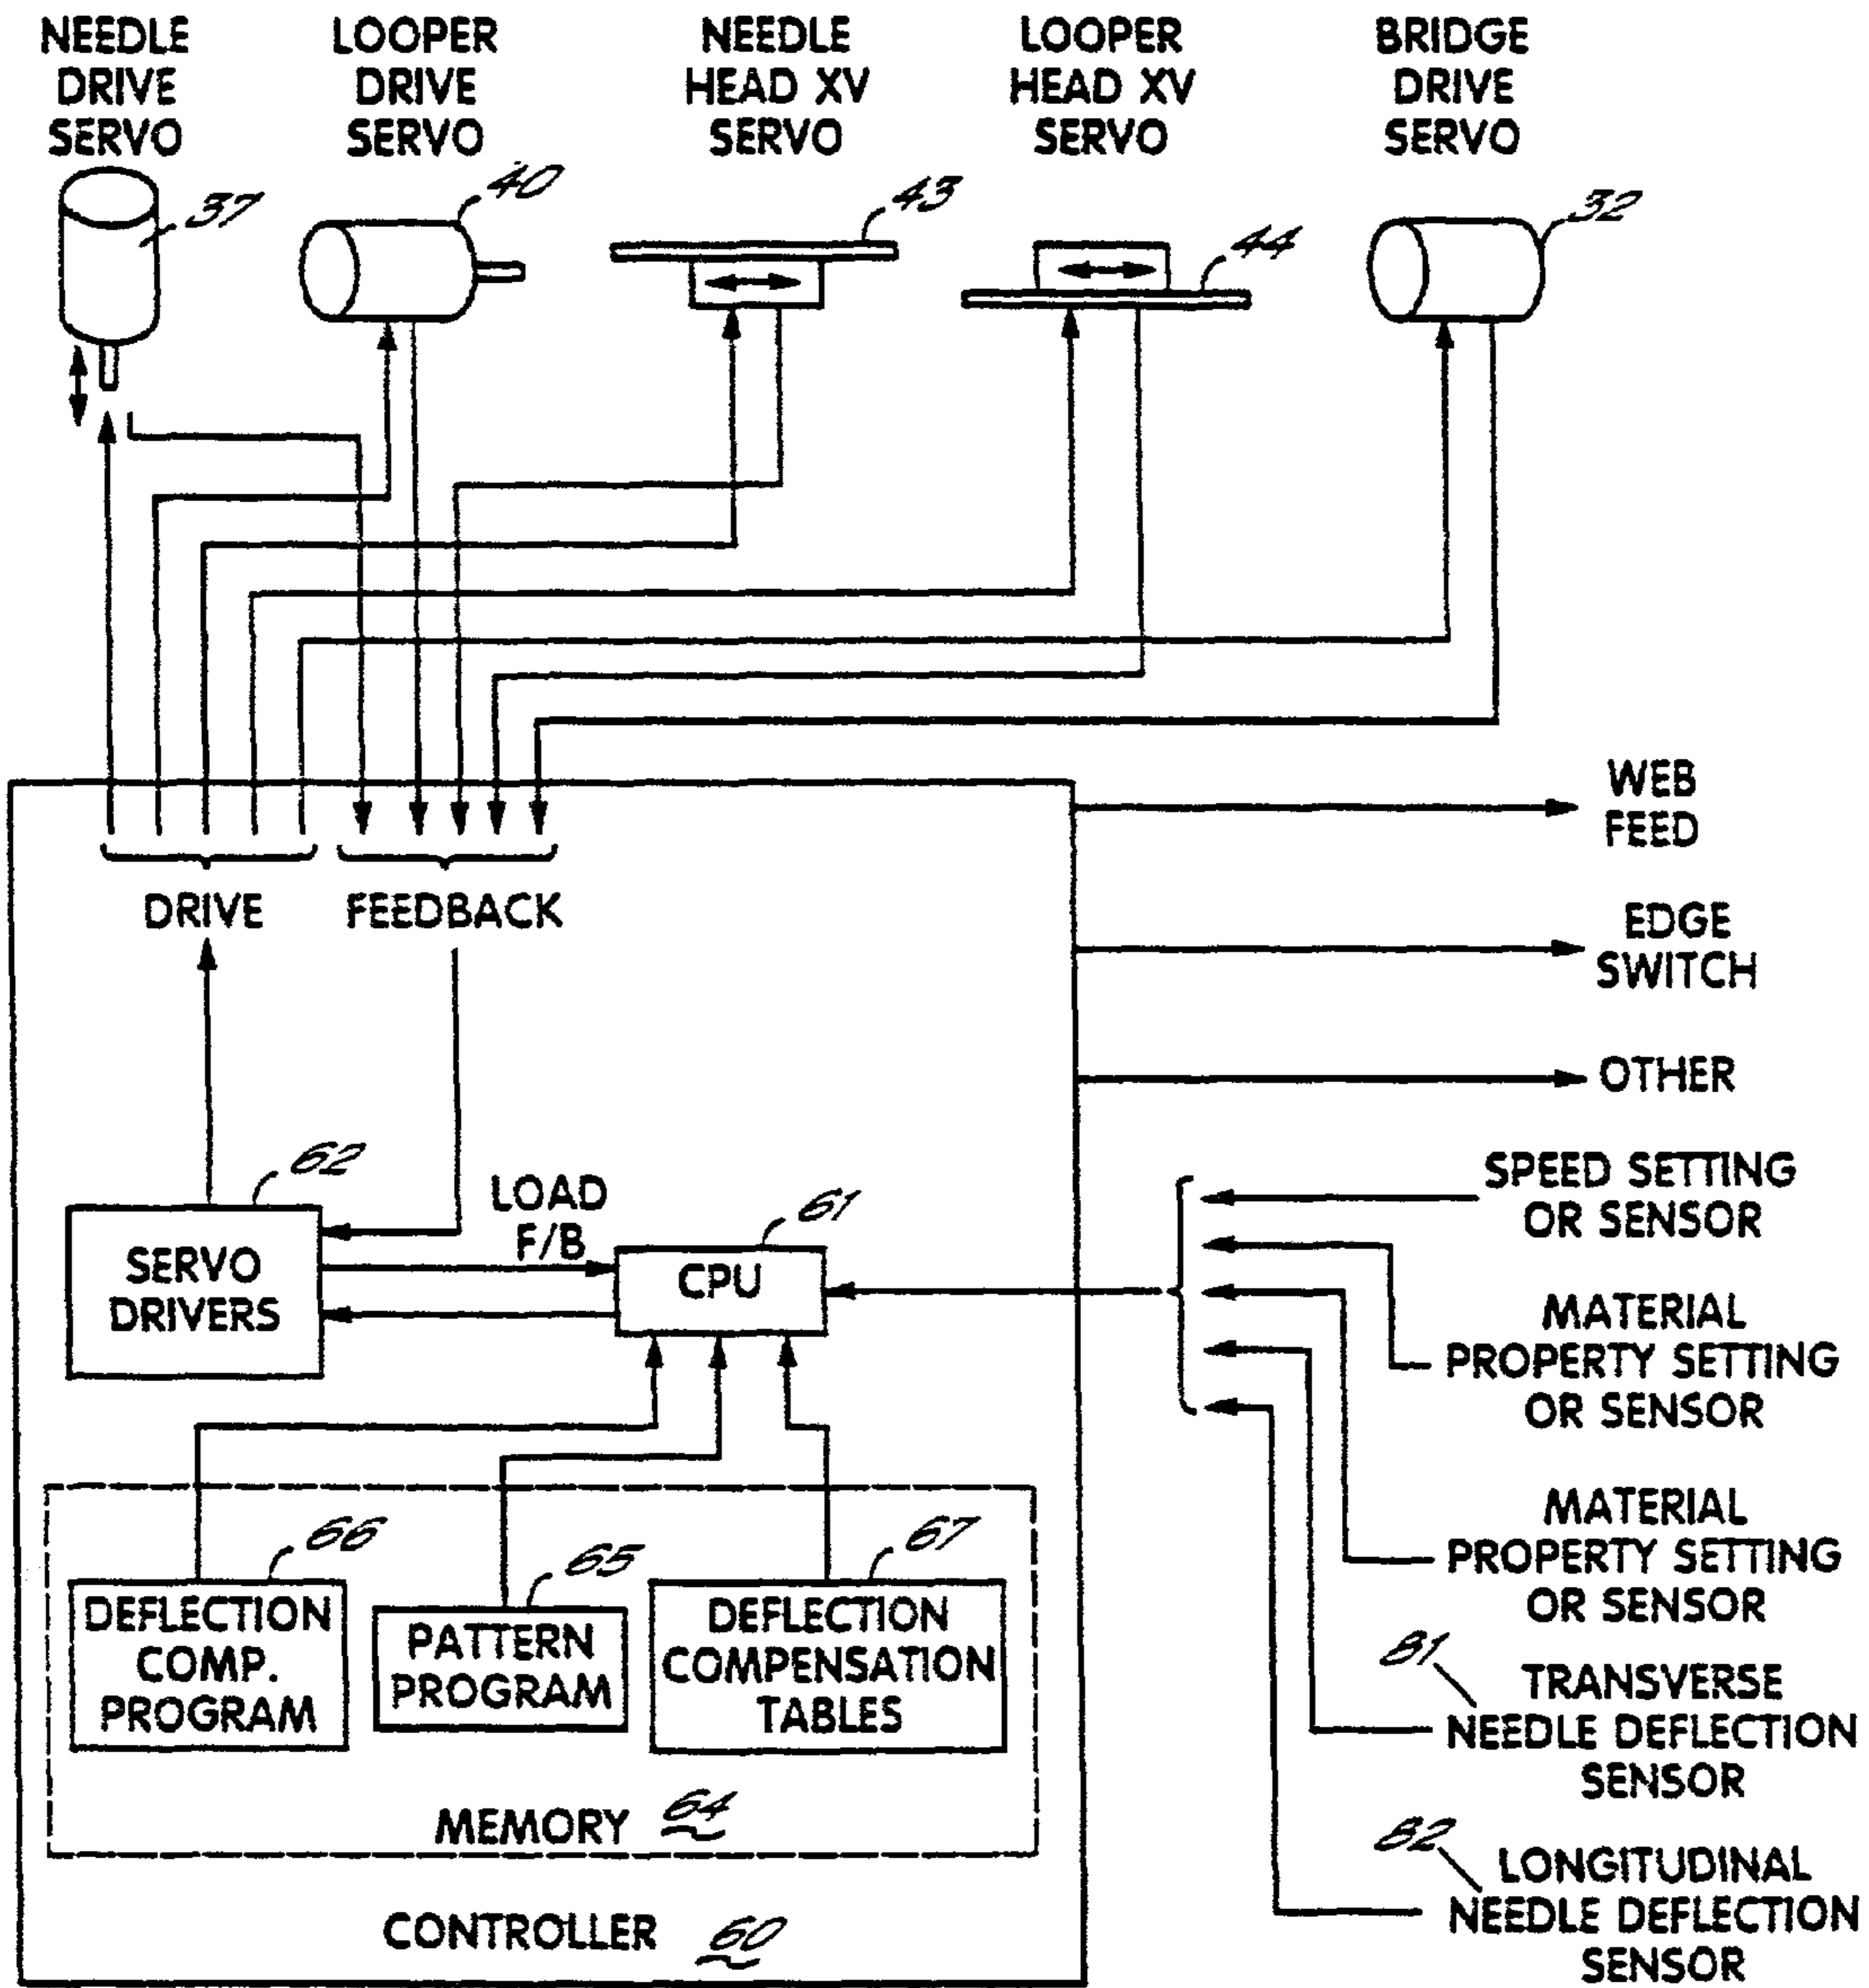 NEEDLE
DRIVE
SERVO
LOOPER
DRIVE
SERVO
NEEDLE
HEAD XV
SERVO
LOOPER
HEAD XV
SERVO
BRIDGE
DRIVE
SERVO
37
40
43
44
32
DRIVE
FEEDBACK
WEB
FEED
EDGE
SWITCH
OTHER
62
SERVO
DRIVERS
LOAD
F/B
61
CPU
SPEED SETTING
OR SENSOR
MATERIAL
PROPERTY SETTING
OR SENSOR
MATERIAL
PROPERTY SETTING
OR SENSOR
81
TRANSVERSE
NEEDLE DEFLECTION
SENSOR
82
LONGITUDINAL
NEEDLE DEFLECTION
SENSOR
66
DEFLECTION
COMP.
PROGRAM
65
PATTERN
PROGRAM
67
DEFLECTION
COMPENSATION
TABLES
MEMORY 64
CONTROLLER 60